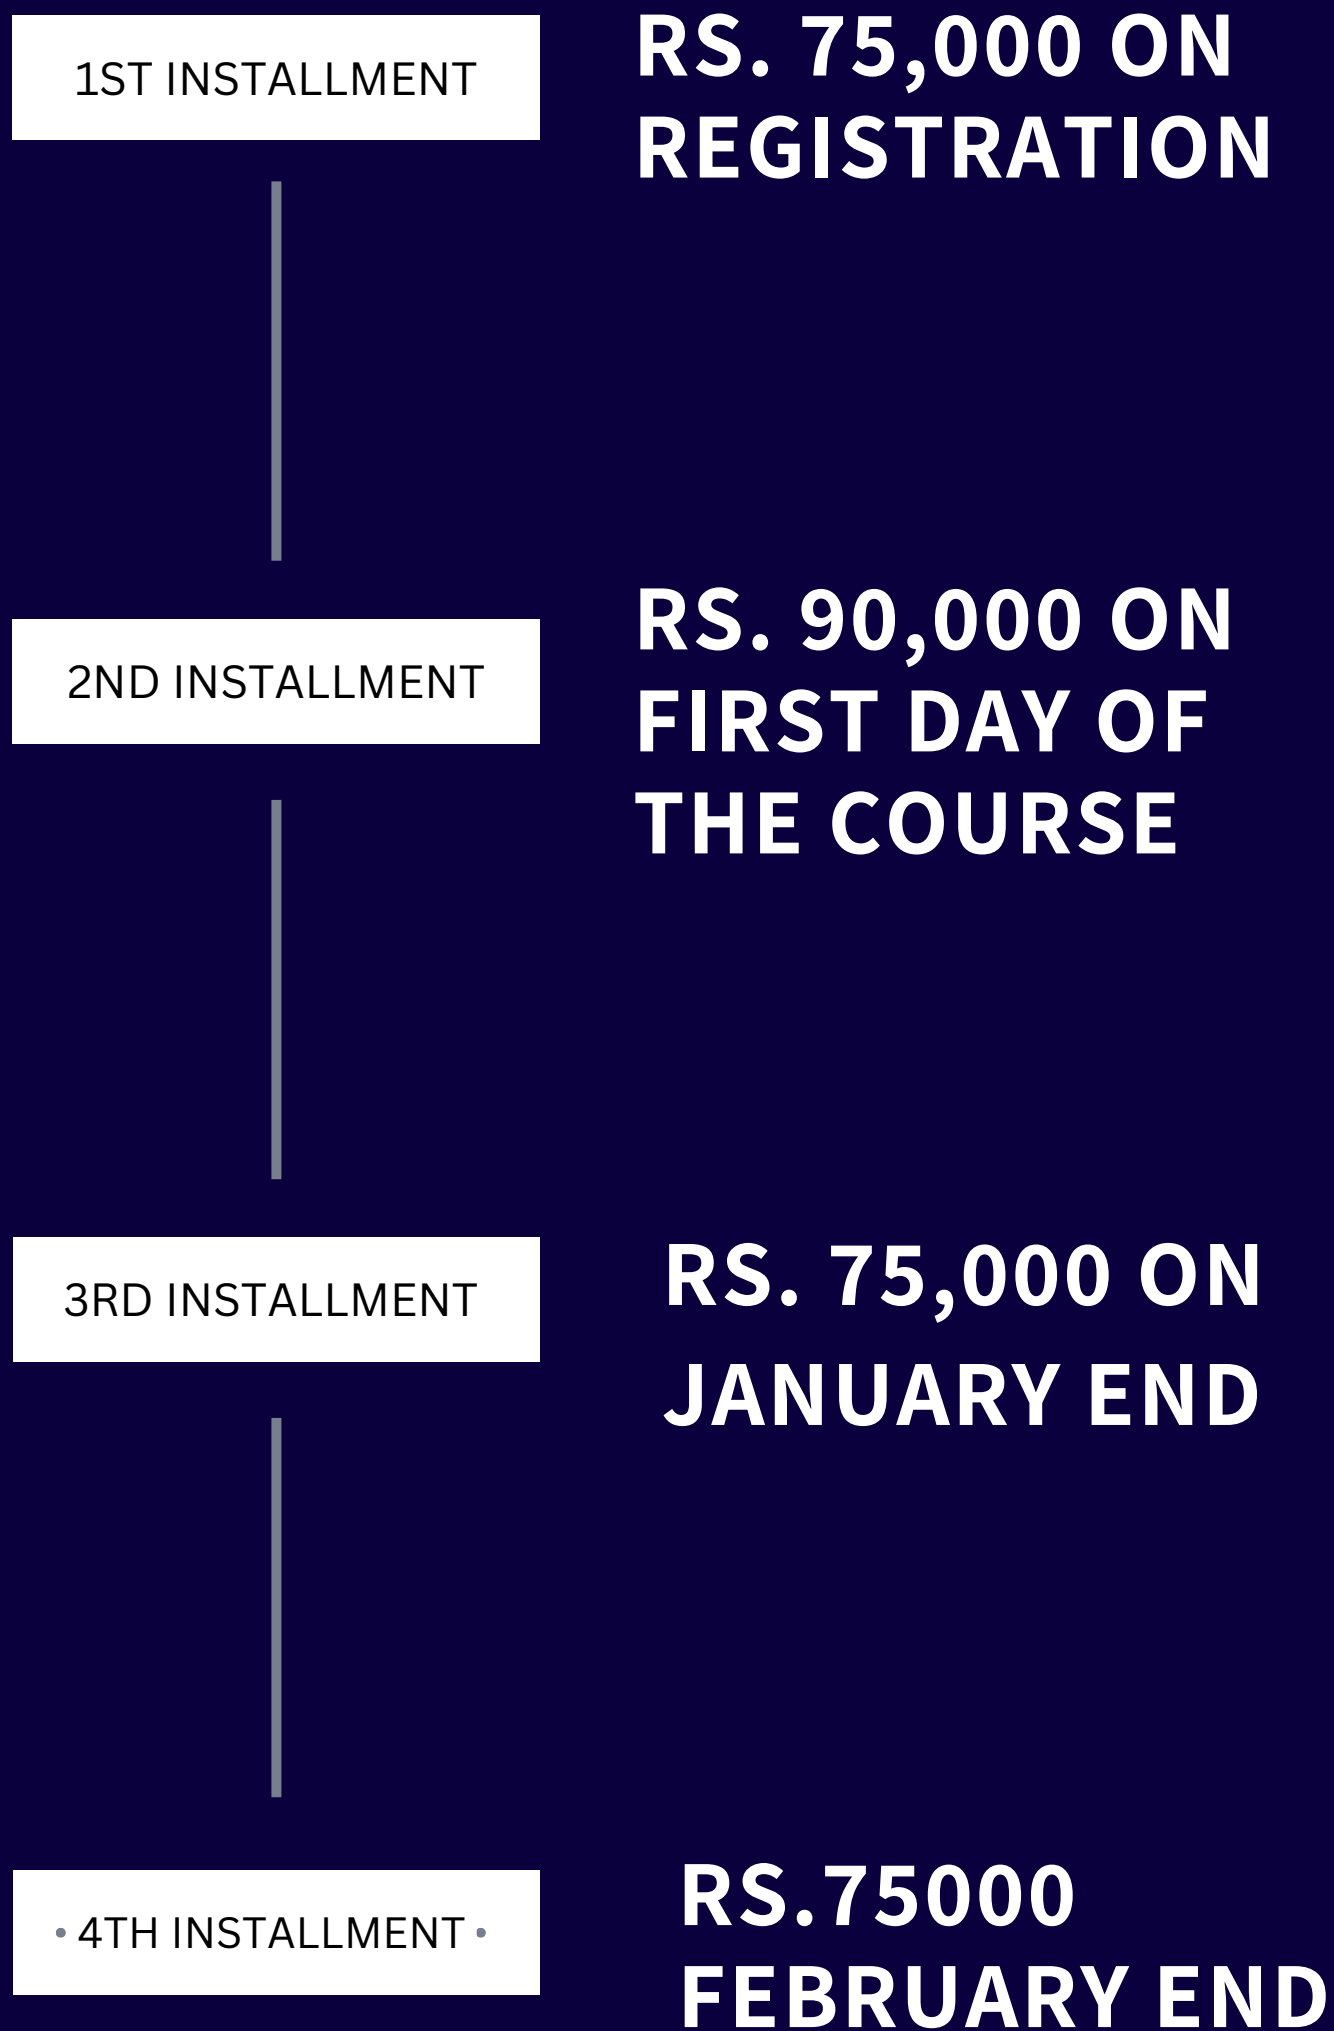 1ST INSTALLMENT
RS. 75,000 ON
REGISTRATION
2ND INSTALLMENT
RS. 90,000 ON
FIRST DAY OF
THE COURSE
3RD INSTALLMENT
RS. 75,000 ON
JANUARY END
• 4TH INSTALLMENT •
RS.75000
FEBRUARY END